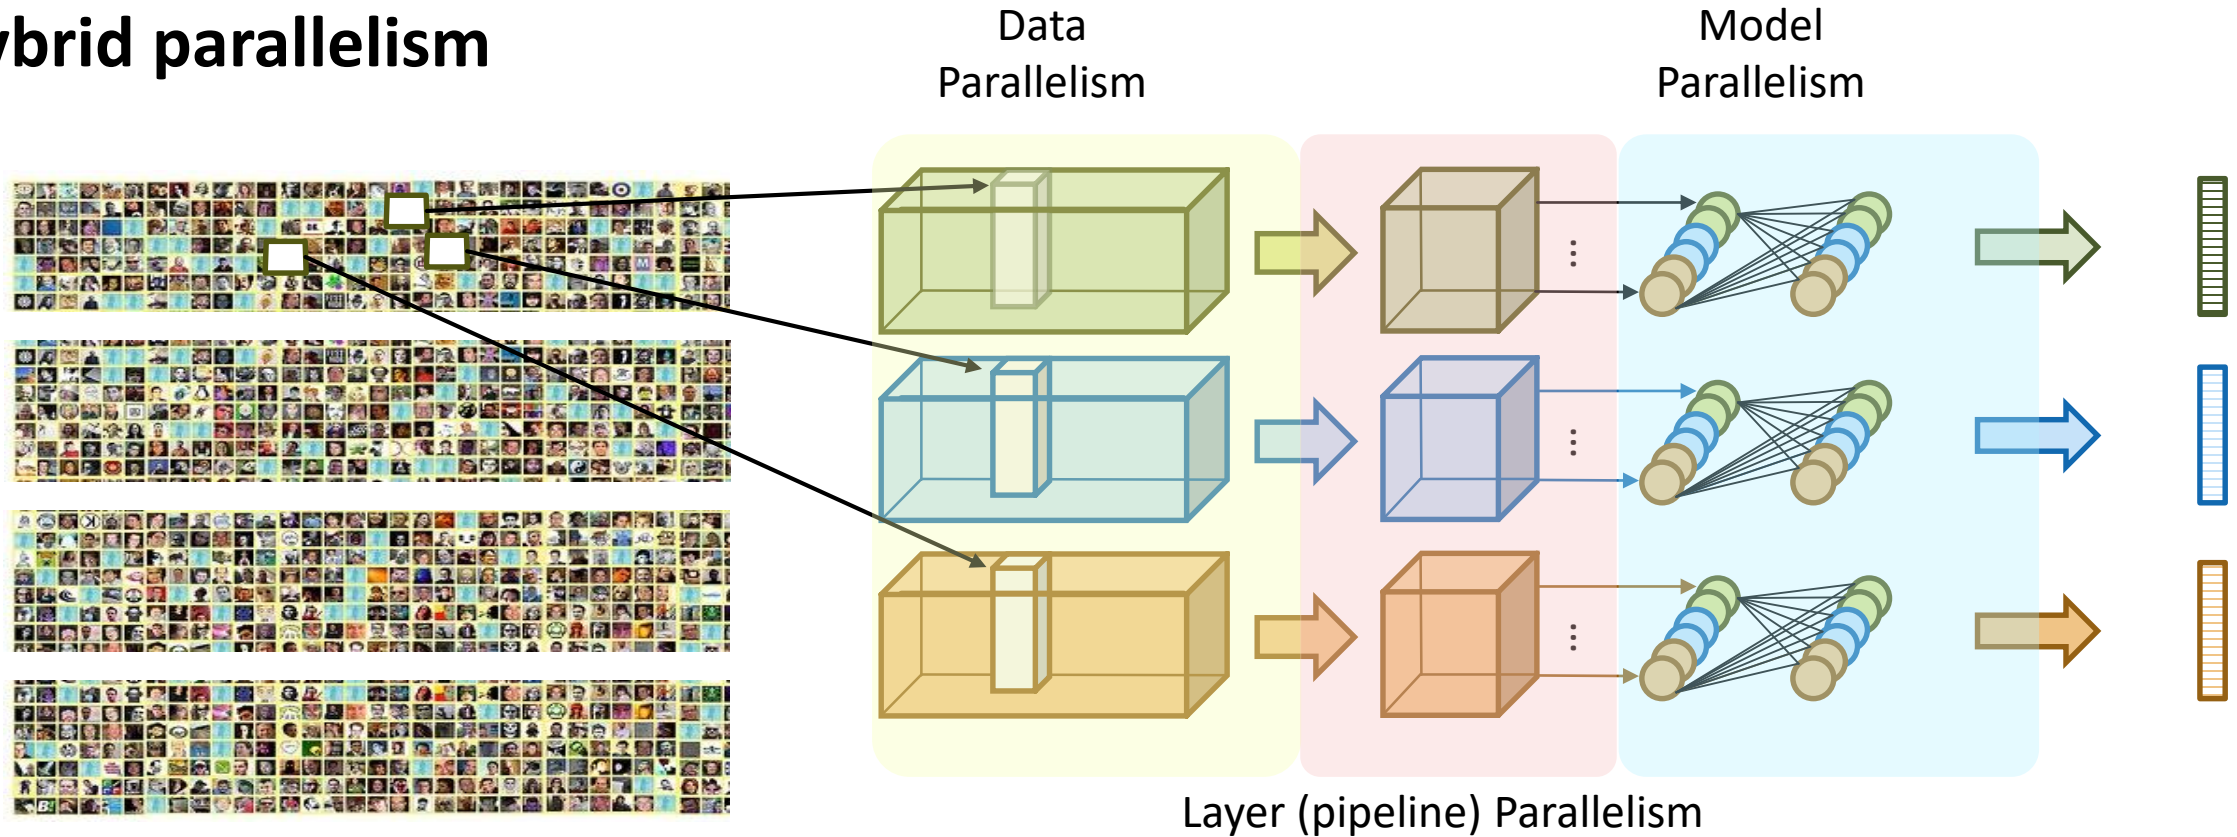 ybrid parallelism
Data
Parallelism
Model
Parallelism
...
...
...
Layer (pipeline) Parallelism